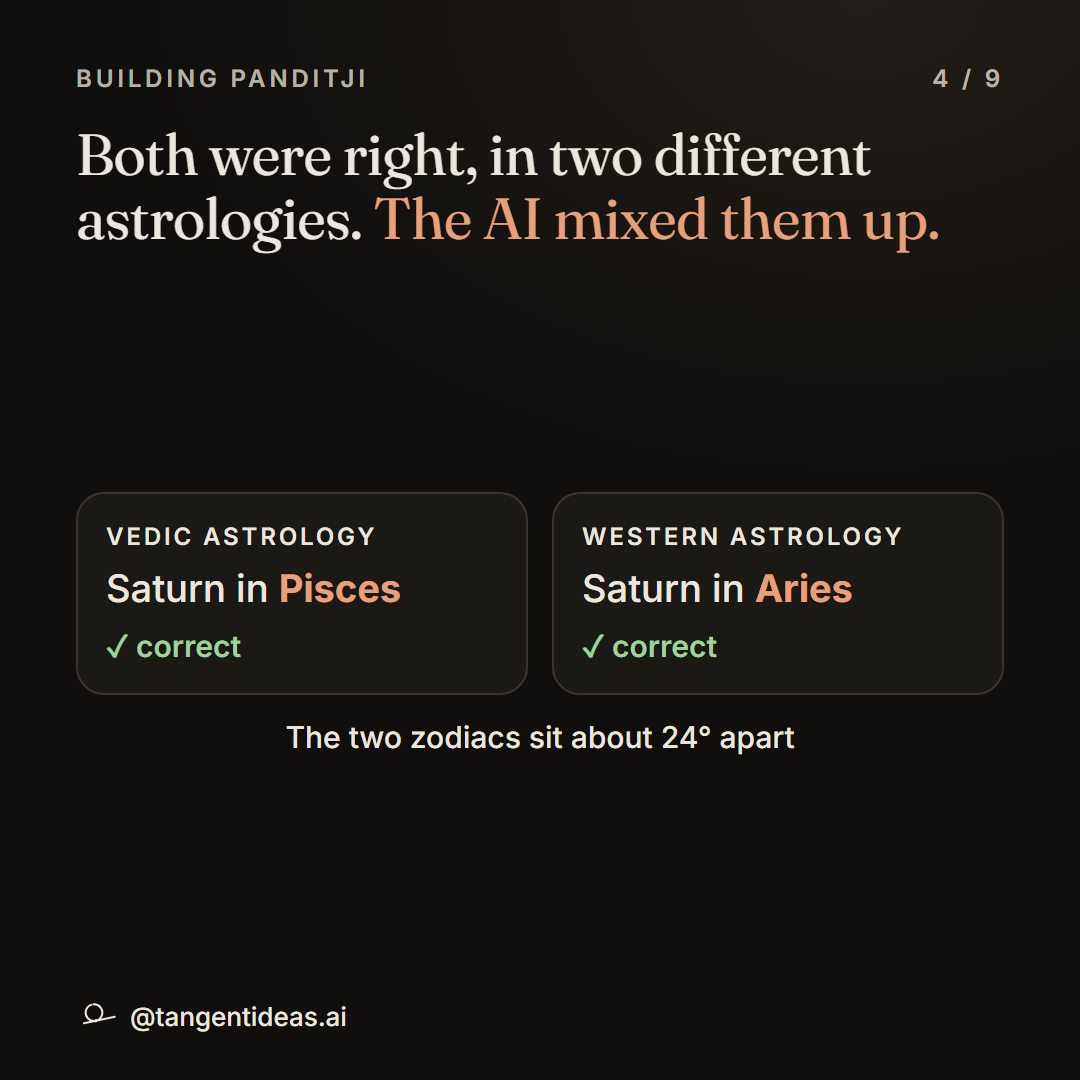 BUILDING PANDITJI
4 / 9
Both were right, in two different
astrologies. The AI mixed them up.
VEDIC ASTROLOGY
Saturn in Pisces
✓ correct
WESTERN ASTROLOGY
Saturn in Aries
✓ correct
The two zodiacs sit about 24° apart
@tangentideas.ai